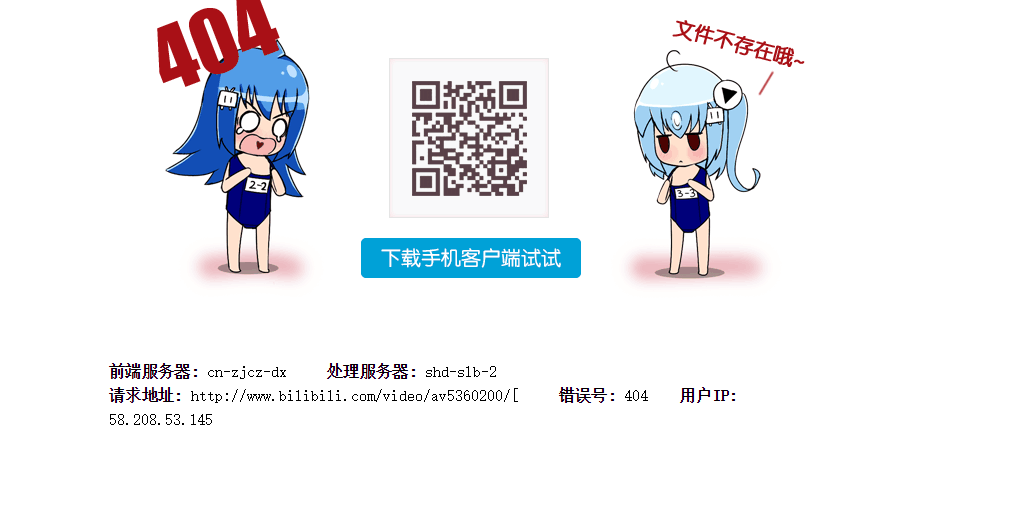 404
文件不存在哦~
2-2
3-3
下载手机客户端试试
前端服务器: cn-zjcz-dx 处理服务器: shd-slb-2
请求地址: http://www.bilibili.com/video/av5360200/[ 错误号: 404 用户IP:
58.208.53.145